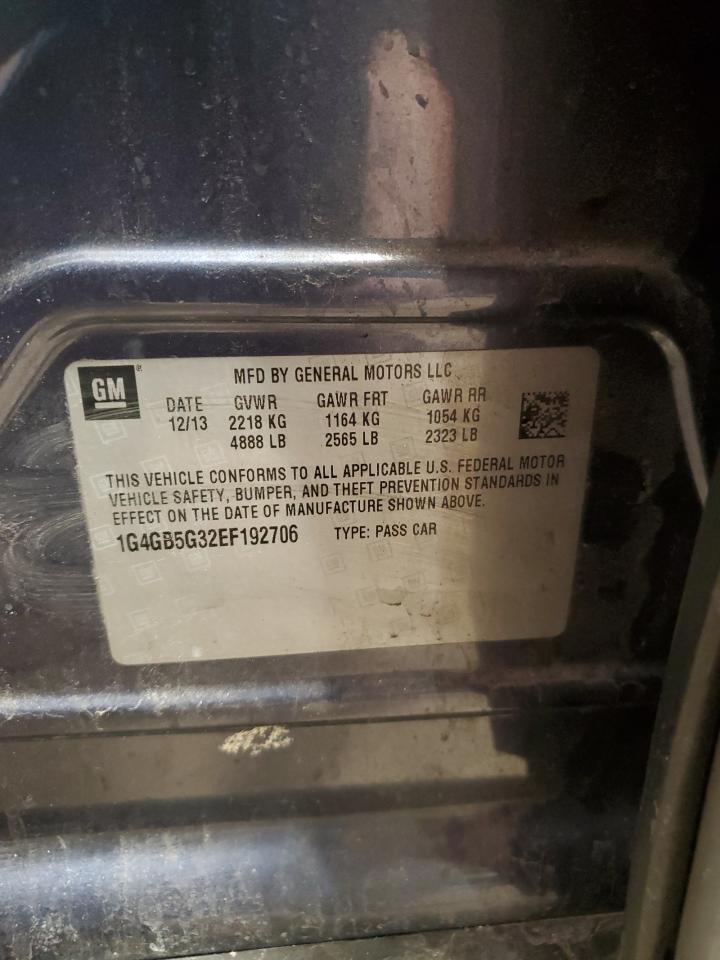 GM ®
MFD BY GENERAL MOTORS LLC
DATE GVWR GAWR FRT GAWR RR
12/13 2218 KG 1164 KG 1054 KG
4888 LB 2565 LB 2323 LB
THIS VEHICLE CONFORMS TO ALL APPLICABLE U.S. FEDERAL MOTOR
VEHICLE SAFETY, BUMPER, AND THEFT PREVENTION STANDARDS IN
EFFECT ON THE DATE OF MANUFACTURE SHOWN ABOVE.
1G4GB5G32EF192706 TYPE: PASS CAR